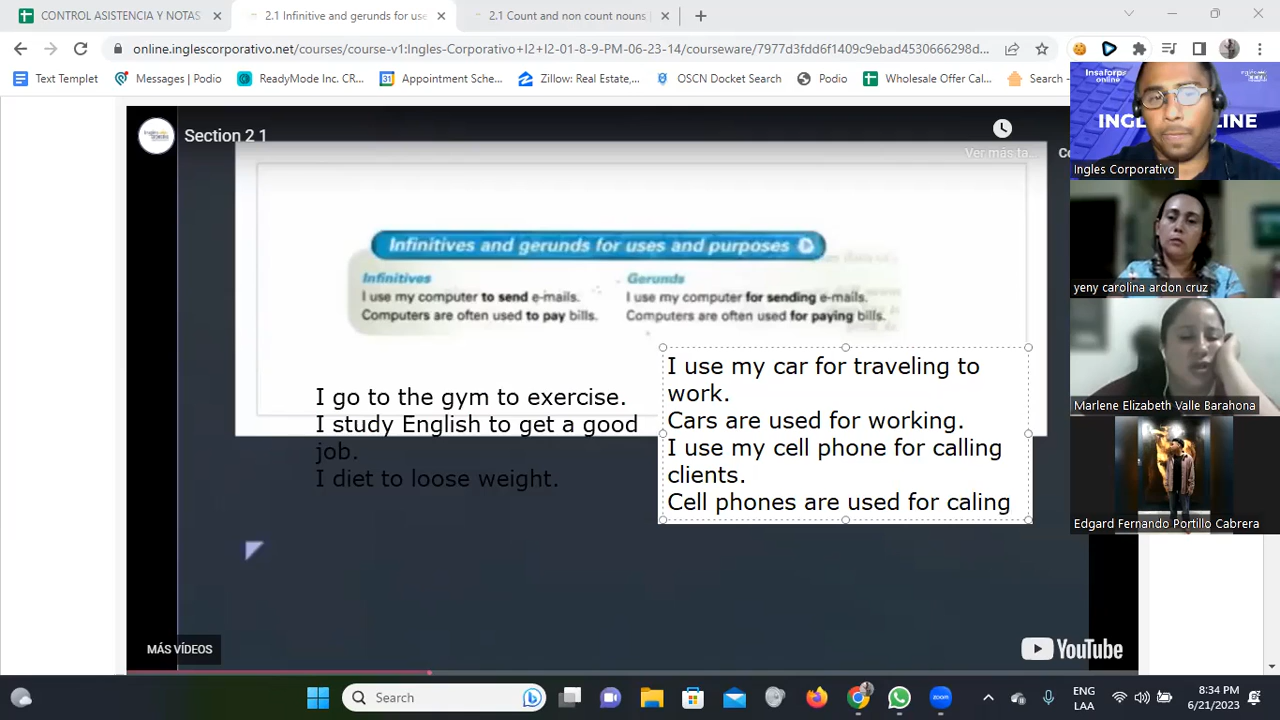 CONTROL ASISTENCIA Y NOTAS
2.1 Infinitive and gerunds for use
2.1 Count and non count nouns |
online.inglescorporativo.net/courses/course-v1:Ingles-Corporativo+I2+I2-01-8-9-PM-06-23-14/courseware/7977d3fdd6f1409c9ebad4530666298d...
Text Templet
Messages | Podio
ReadyMode Inc. CR...
Appointment Sche...
Zillow: Real Estate,...
OSCN Docket Search
Podio
Wholesale Offer Cal...
Search -
Section 2 1
Ver más ta...
Infinitives and gerunds for uses and purposes
Infinitives
I use my computer to send e-mails.
Computers are often used to pay bills.
Gerunds
I use my computer for sending e-mails.
Computers are often used for paying bills.
I go to the gym to exercise.
I study English to get a good
job.
I diet to loose weight.
I use my car for traveling to
work.
Cars are used for working.
I use my cell phone for calling
clients.
Cell phones are used for caling
MÁS VÍDEOS
YouTube
Ingles Corporativo
yeny carolina ardon cruz
Marlene Elizabeth Valle Barahona
Edgard Fernando Portillo Cabrera
Search
ENG
LAA
8:34 PM
6/21/2023